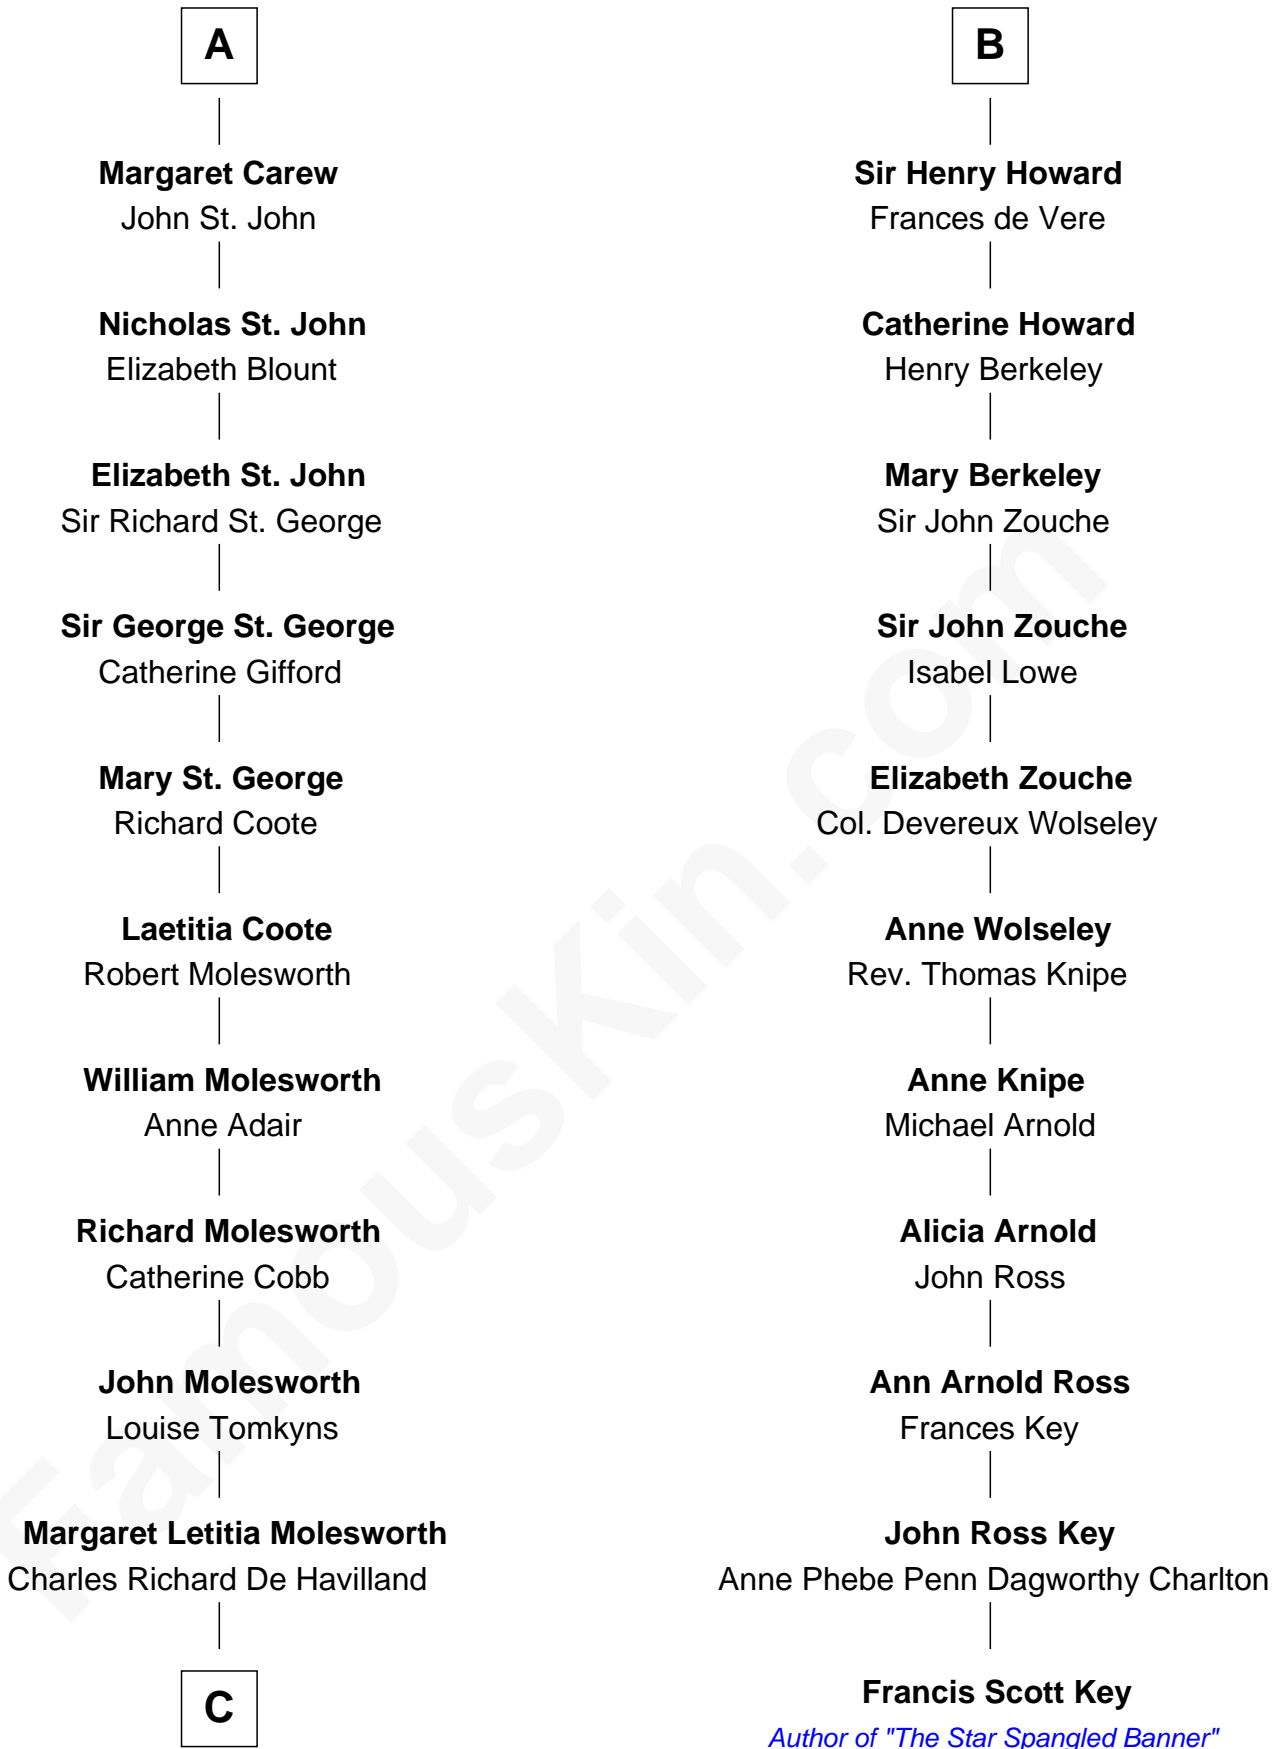 A
Margaret Carew
John St. John
Nicholas St. John
Elizabeth Blount
Elizabeth St. John
Sir Richard St. George
Sir George St. George
Catherine Gifford
Mary St. George
Richard Coote
Laetitia Coote
Robert Molesworth
William Molesworth
Anne Adair
Richard Molesworth
Catherine Cobb
John Molesworth
Louise Tomkyns
Margaret Letitia Molesworth
Charles Richard De Havilland
C
B
Sir Henry Howard
Frances de Vere
Catherine Howard
Henry Berkeley
Mary Berkeley
Sir John Zouche
Sir John Zouche
Isabel Lowe
Elizabeth Zouche
Col. Devereux Wolseley
Anne Wolseley
Rev. Thomas Knipe
Anne Knipe
Michael Arnold
Alicia Arnold
John Ross
Ann Arnold Ross
Frances Key
John Ross Key
Anne Phebe Penn Dagworthy Charlton
Francis Scott Key
Author of "The Star Spangled Banner"
FamousKin.com